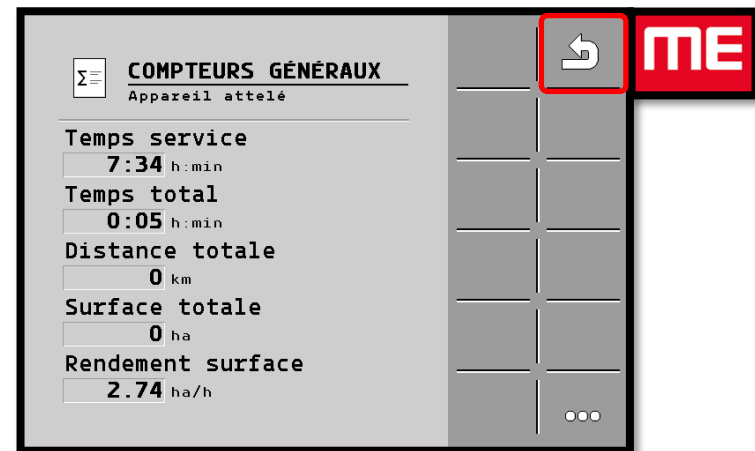 ME
Σ
COMPTEURS GÉNÉRAUX
Appareil attelé
Temps service
7:34 h:min
Temps total
0:05 h:min
Distance totale
0 km
Surface totale
0 ha
Rendement surface
2.74 ha/h